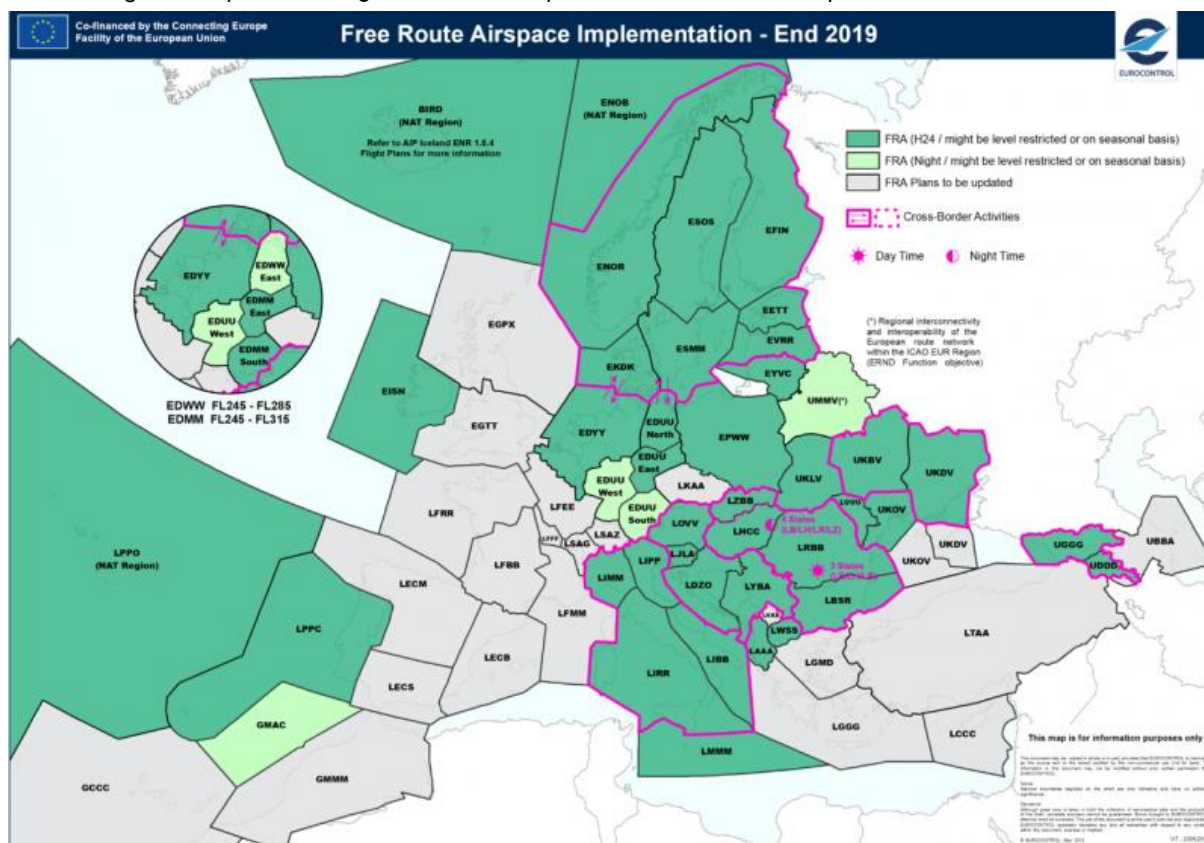 Co-financed by the Connecting Europe
Facility of the European Union
Free Route Airspace Implementation - End 2019
EUROCONTROL
BIRD
(NAT Region)
Refer to AIP Iceland ENR 1.8.4
Flight Plans for more information
ENOB
(NAT Region)
FRA (H24 / might be level restricted or on seasonal basis)
FRA (Night / might be level restricted or on seasonal basis)
FRA Plans to be updated
Cross-Border Activities
Day Time
Night Time
(*) Regional interconnectivity
and interoperability of the
European route network
within the ICAO EUR Region
(ERND Function objective)
EDYY
EDWW
East
EDMM
East
EDUU
West
EDMM
South
EDWW FL245 - FL285
EDMM FL245 - FL315
ESOS
EFIN
ENOR
EGPX
EETT
EVRR
ESMM
EKDK
EYVC
EISN
UMMV(*)
EGTT
EDYY
EDUU
North
EPWW
EDUU
East
UKBV
UKDV
UKLV
EDUU
West
LKAA
EDUU
South
LZBB
LUUU
UKOV
LFRR
LFEE
LOVV
LHCC
LSAZ
LSAG
LFBB
LIPP
LJLA
LRBB
UKOV
UKDV
UGGG
UBBA
UDDD
LPPO
(NAT Region)
LECM
LIMM
LDZO
LYBA
LBSR
LFMM
LPPC
LWSS
LAAA
LTAA
LECB
LECS
LIRR
LIBB
LGMD
GMAC
LGGG
LCCC
LMMM
GCCC
GMMM
This map is for information purposes only